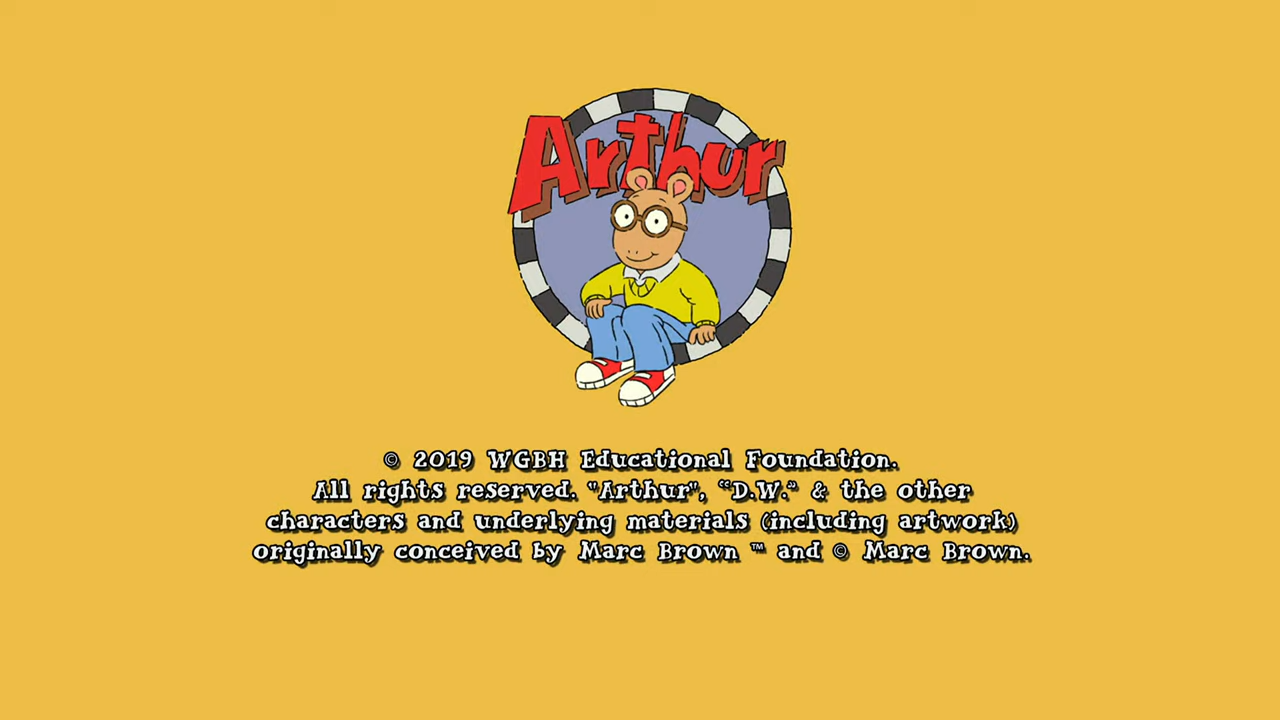 Arthur
© 2019 WGBH Educational Foundation.
All rights reserved. "Arthur", “D.W.” & the other
characters and underlying materials (including artwork)
originally conceived by Marc Brown ™ and © Marc Brown.